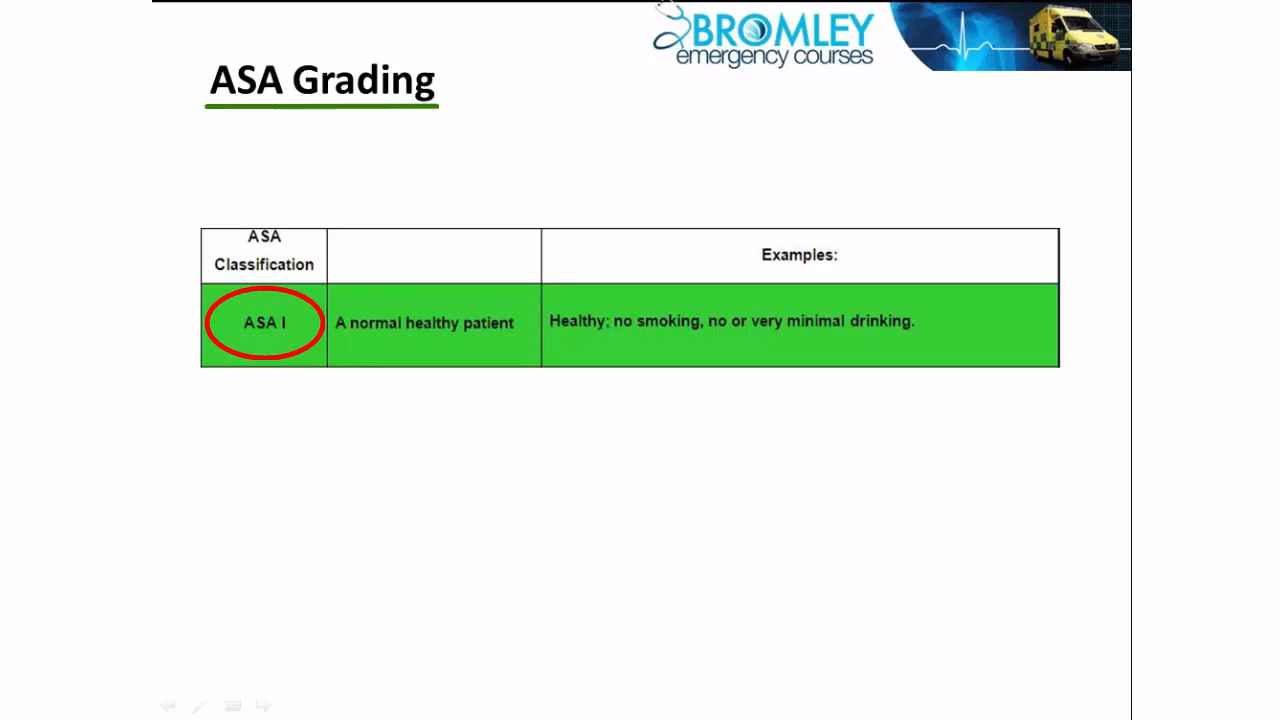 BROMLEY
emergency courses
ASA Grading
ASA
Classification
Examples:
ASA I
A normal healthy patient
Healthy; no smoking, no or very minimal drinking.